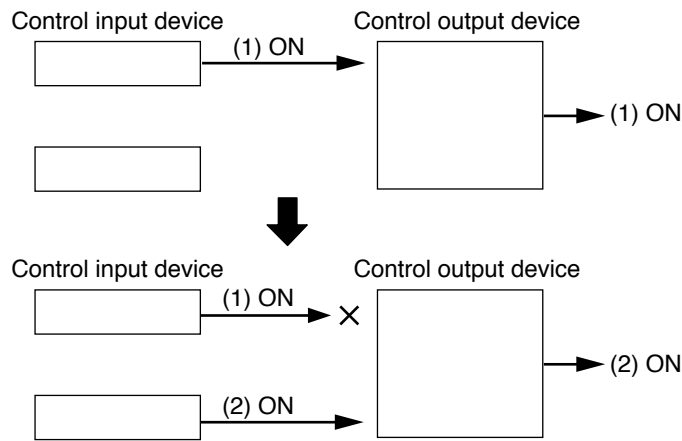 Control input device
Control output device
(1) ON
(1) ON
Control input device
Control output device
(1) ON
×
(2) ON
(2) ON